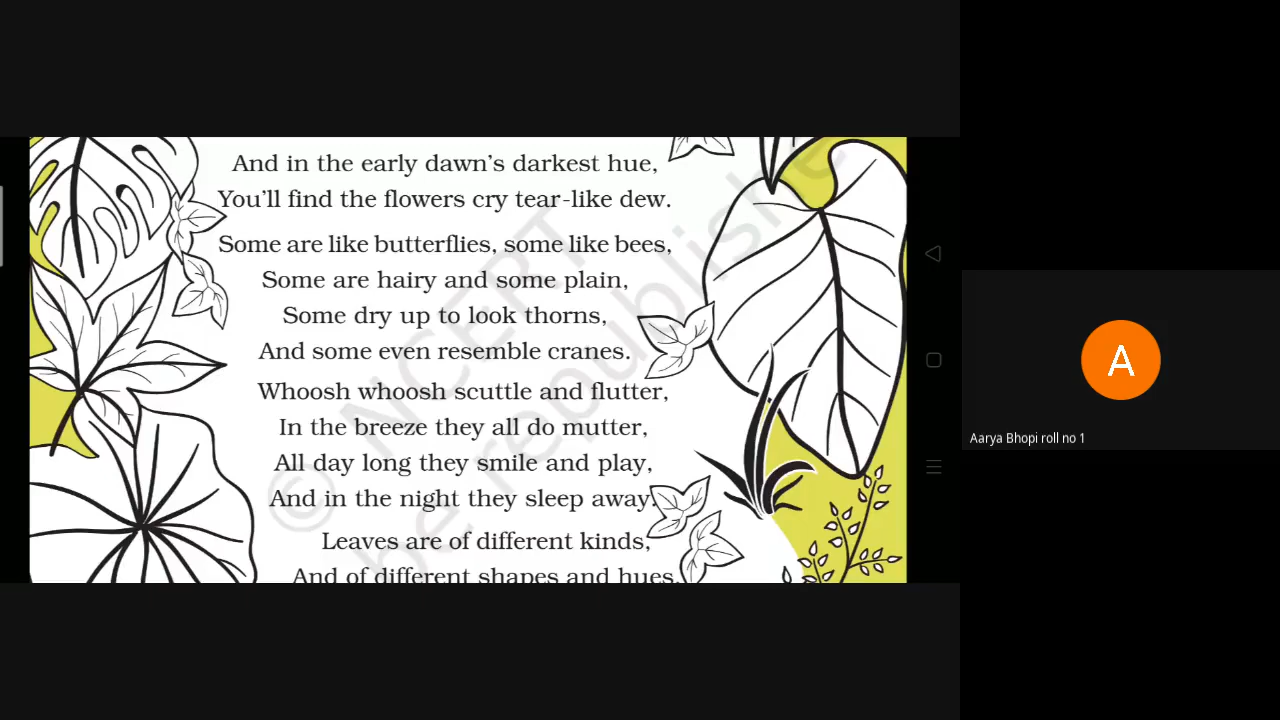 And in the early dawn's darkest hue,
You'll find the flowers cry tear-like dew.
Some are like butterflies, some like bees,
Some are hairy and some plain,
Some dry up to look thorns,
And some even resemble cranes.
Whoosh whoosh scuttle and flutter,
In the breeze they all do mutter,
All day long they smile and play,
And in the night they sleep away.
Leaves are of different kinds,
And of different shapes and hues.
© NCERT
be republished
A
Aarya Bhopi roll no 1